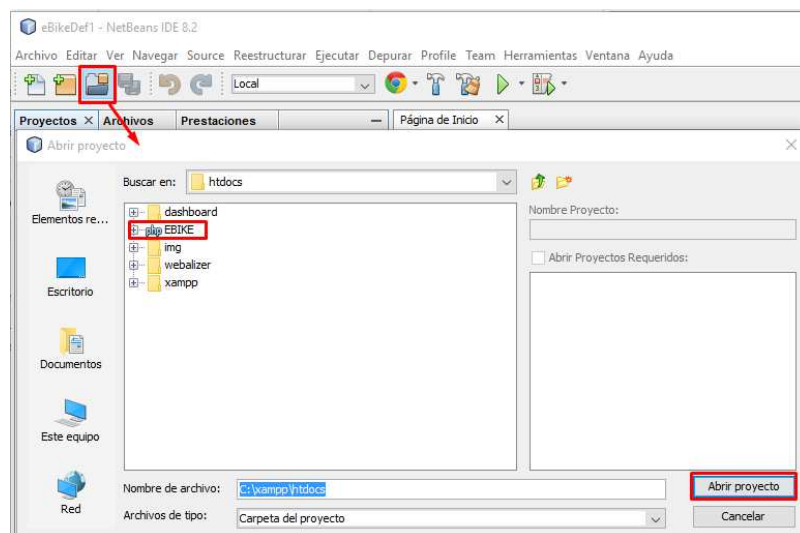 eBikeDef1 - NetBeans IDE 8.2
Archivo Editar Ver Navegar Source Reestructurar Ejecutar Depurar Profile Team Herramientas Ventana Ayuda
Local
Proyectos Archivos Prestaciones Página de Inicio
Abrir proyecto
Buscar en: htdocs
Elementos re...
Escritorio
Documentos
Este equipo
Red
dashboard
php EBIKE
img
webalizer
xampp
Nombre Proyecto:
Abrir Proyectos Requeridos:
Nombre de archivo: C:\xampp\htdocs
Abrir proyecto
Archivos de tipo: Carpeta del proyecto
Cancelar